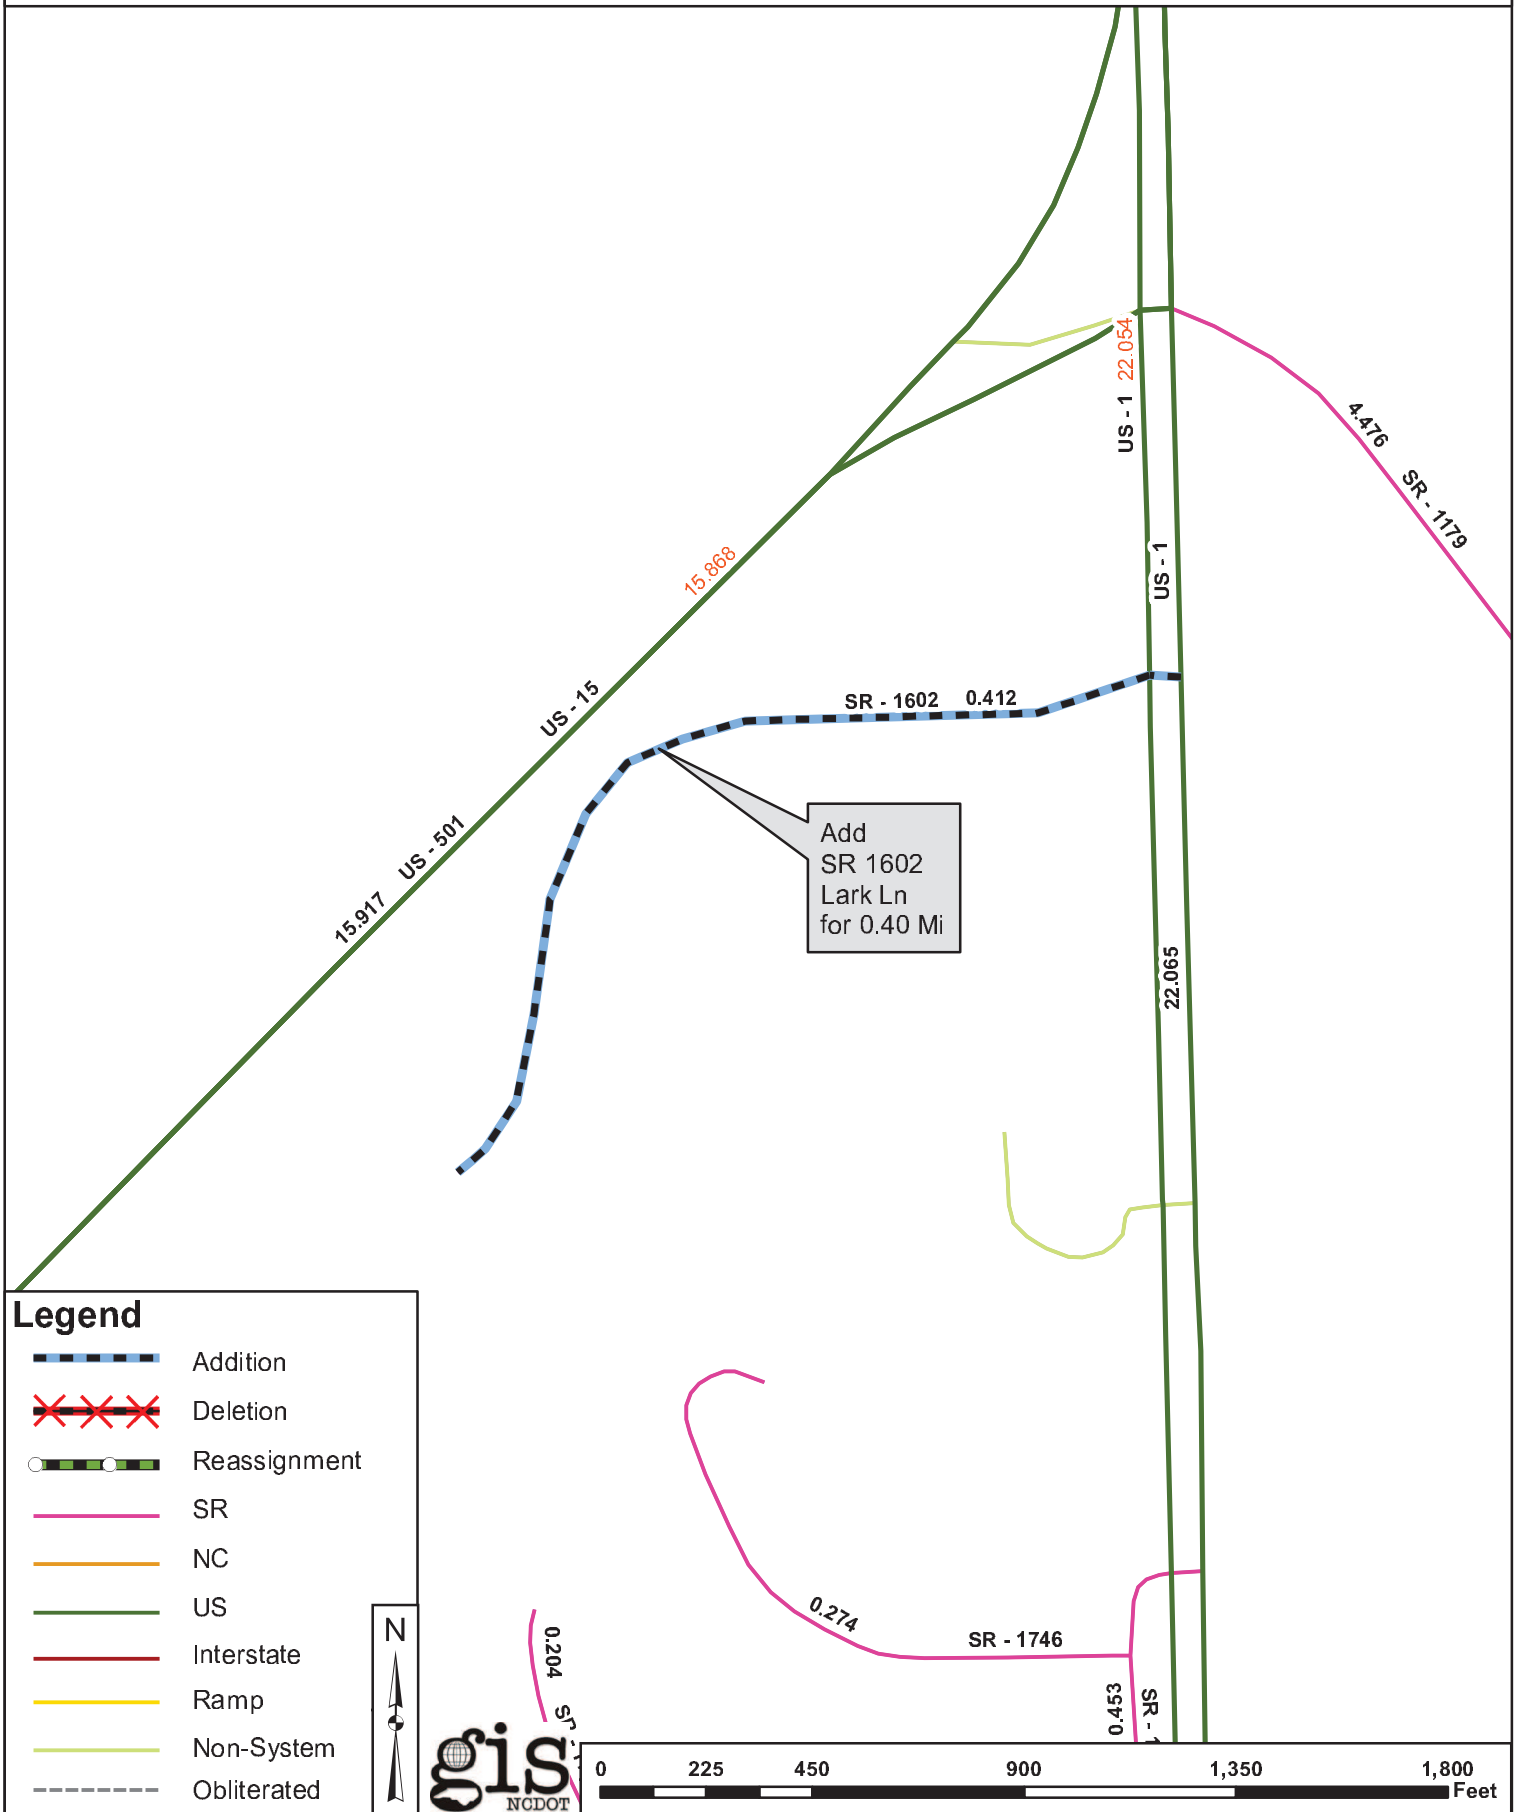 22.054
US - 1
4.476
SR - 1179
15.868
US - 1
US - 15
SR - 1602 0.412
US - 501
15.917
Add
SR 1602
Lark Ln
for 0.40 Mi
22.065
Legend
Addition
Deletion
Reassignment
SR
NC
US
Interstate
Ramp
Non-System
Obliterated
N
0.274
SR - 1746
0.204
0.453
SR - 1
gis
NCDOT
0 225 450 900 1,350 1,800
Feet